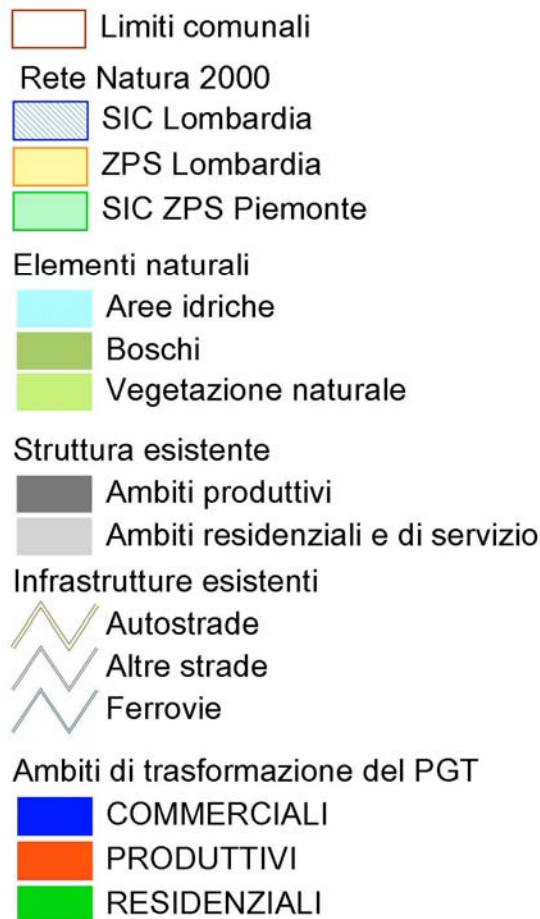 Limiti comunali
Rete Natura 2000
SIC Lombardia
ZPS Lombardia
SIC ZPS Piemonte
Elementi naturali
Aree idriche
Boschi
Vegetazione naturale
Struttura esistente
Ambiti produttivi
Ambiti residenziali e di servizio
Infrastrutture esistenti
Autostrade
Altre strade
Ferrovie
Ambiti di trasformazione del PGT
COMMERCIALI
PRODUTTIVI
RESIDENZIALI